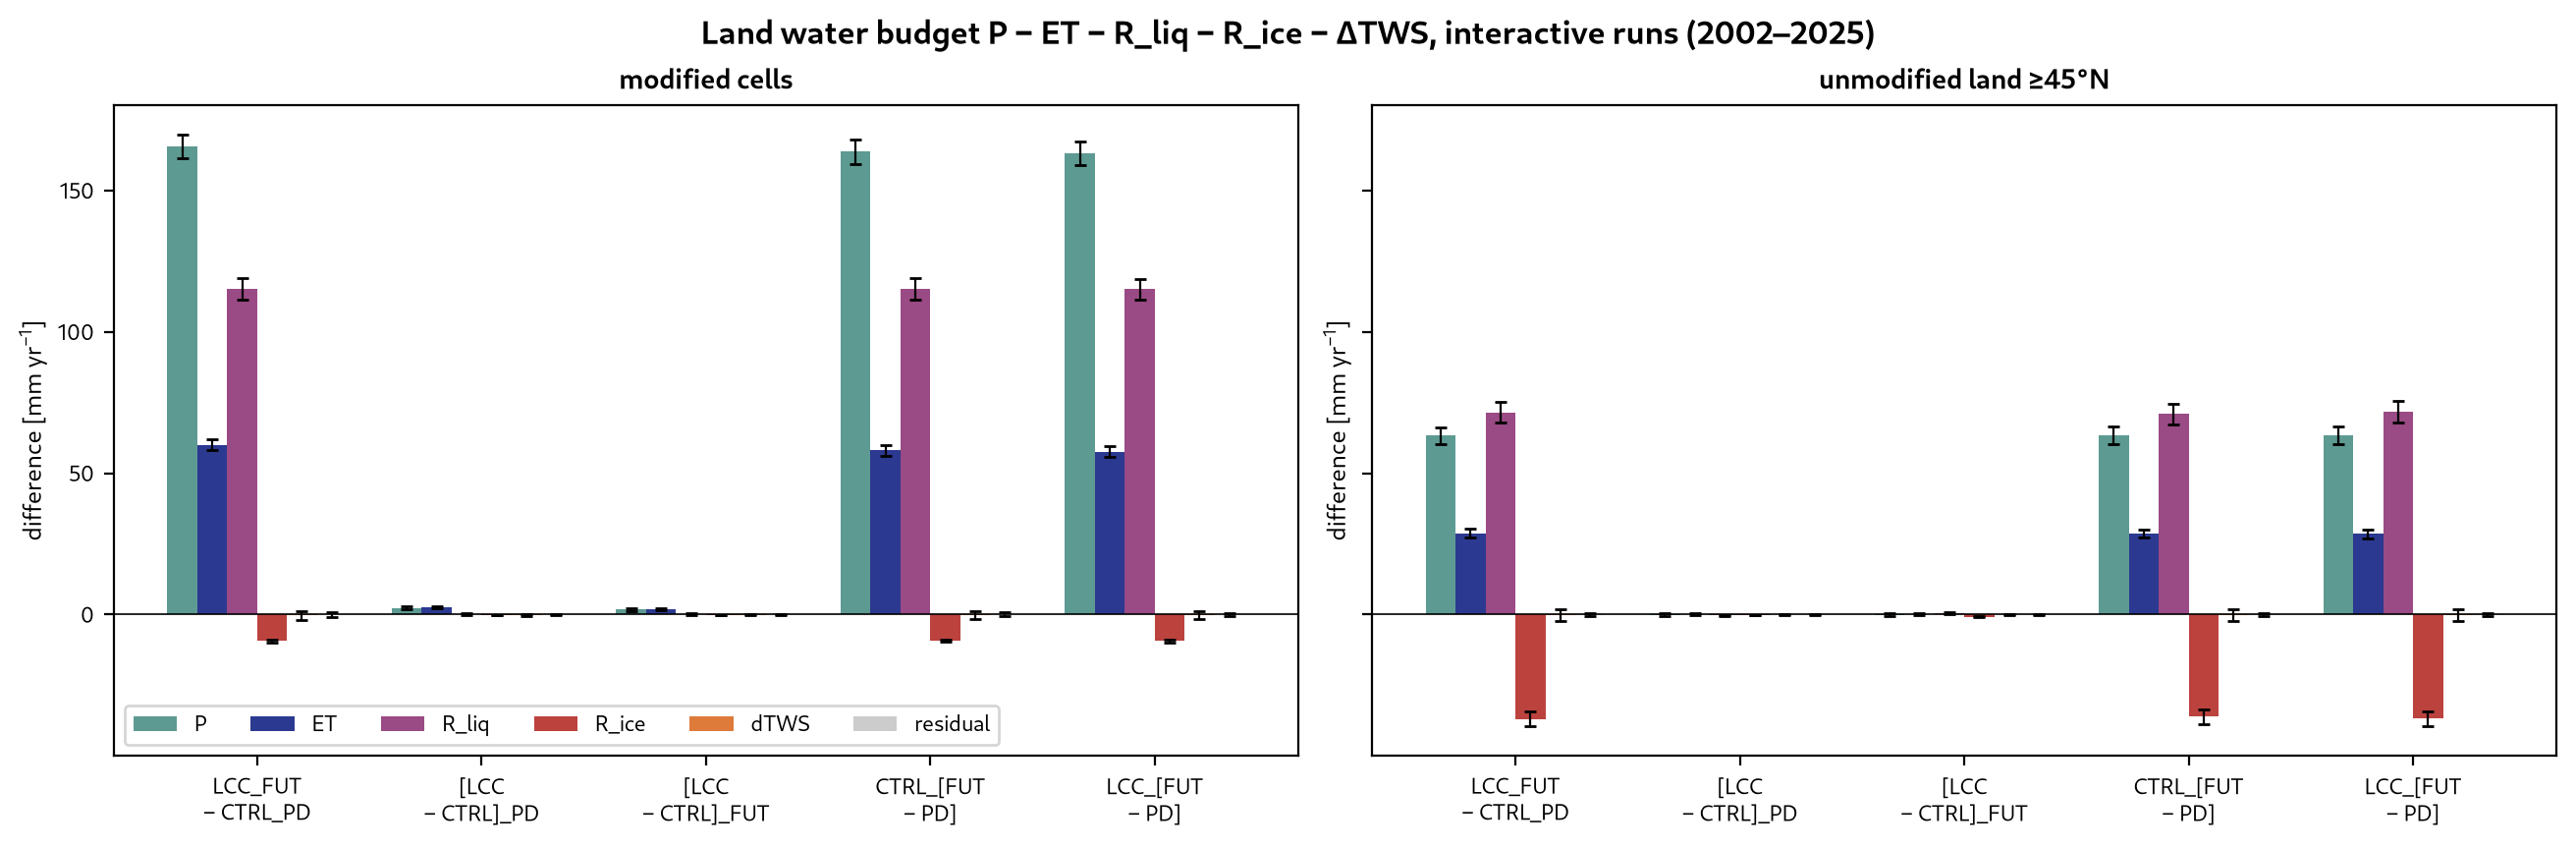 Land water budget P − ET − R_liq − R_ice − ΔTWS, interactive runs (2002–2025)
modified cells
difference [mm yr⁻¹]
150
100
50
0
P ET R_liq R_ice dTWS residual
LCC_FUT
− CTRL_PD
[LCC
− CTRL]_PD
[LCC
− CTRL]_FUT
CTRL_[FUT
− PD]
LCC_[FUT
− PD]
unmodified land ≥45°N
difference [mm yr⁻¹]
LCC_FUT
− CTRL_PD
[LCC
− CTRL]_PD
[LCC
− CTRL]_FUT
CTRL_[FUT
− PD]
LCC_[FUT
− PD]